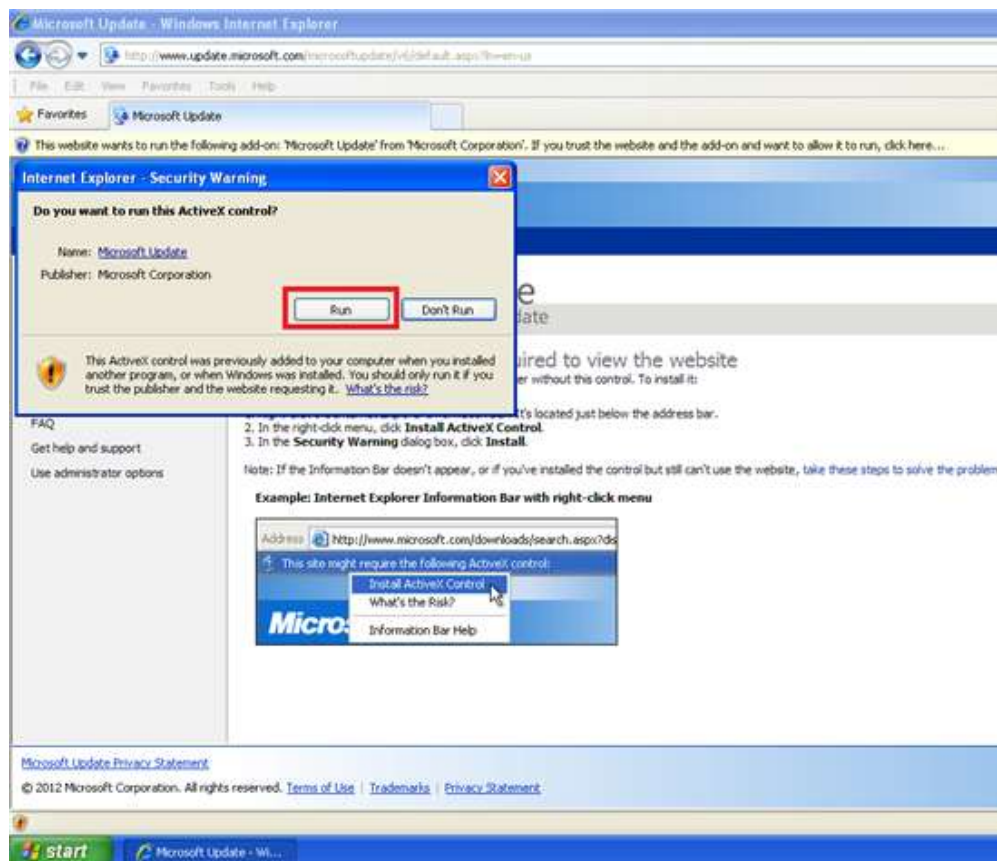 Microsoft Update - Windows Internet Explorer
http://www.update.microsoft.com/microsoftupdate/v6/default.aspx?ln=en-us
File Edit View Favorites Tools Help
Favorites Microsoft Update
This website wants to run the following add-on: 'Microsoft Update' from 'Microsoft Corporation'. If you trust the website and the add-on and want to allow it to run, click here...
Internet Explorer - Security Warning
Do you want to run this ActiveX control?
Name: Microsoft Update
Publisher: Microsoft Corporation
Run Don't Run
This ActiveX control was previously added to your computer when you installed
another program, or when Windows was installed. You should only run it if you
trust the publisher and the website requesting it. What's the risk?
e
date
ired to view the website
er without this control. To install it:
It's located just below the address bar.
2. In the right-click menu, click Install ActiveX Control.
3. In the Security Warning dialog box, click Install.
FAQ
Get help and support
Use administrator options
Note: If the Information Bar doesn't appear, or if you've installed the control but still can't use the website, take these steps to solve the problem
Example: Internet Explorer Information Bar with right-click menu
Address http://www.microsoft.com/downloads/search.aspx?dis
This site might require the following ActiveX control:
Install ActiveX Control
What's the Risk?
Information Bar Help
Micros
Microsoft Update Privacy Statement
© 2012 Microsoft Corporation. All rights reserved. Terms of Use | Trademarks | Privacy Statement
start Microsoft Update - Wi...